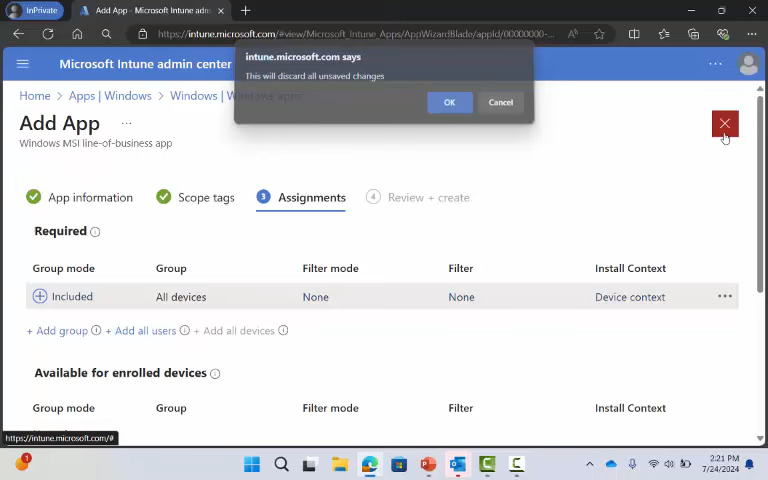 InPrivate
Add App - Microsoft Intune admi
https://intune.microsoft.com/#view/Microsoft_Intune_Apps/AppWizardBlade/appId/00000000-...
Microsoft Intune admin center
intune.microsoft.com says
This will discard all unsaved changes
OK
Cancel
Home > Apps | Windows > Windows | Windows apps
Add App ...
Windows MSI line-of-business app
App information
Scope tags
3 Assignments
4 Review + create
Required
Group mode Group Filter mode Filter Install Context
Included All devices None None Device context ...
+ Add group + Add all users + Add all devices
Available for enrolled devices
Group mode Group Filter mode Filter Install Context
https://intune.microsoft.com/#
1
2:21 PM
7/24/2024